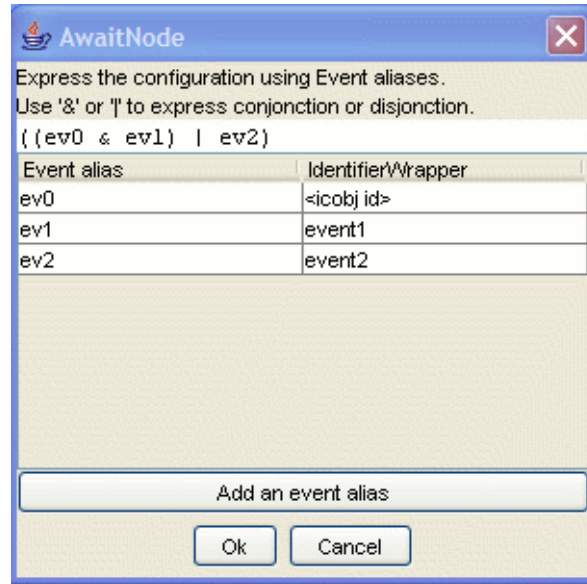 AwaitNode
Express the configuration using Event aliases.
Use '&' or '|' to express conjonction or disjonction.
((ev0 & ev1) | ev2)
Event alias IdentifierWrapper
ev0 <icobj id>
ev1 event1
ev2 event2
Add an event alias
Ok Cancel